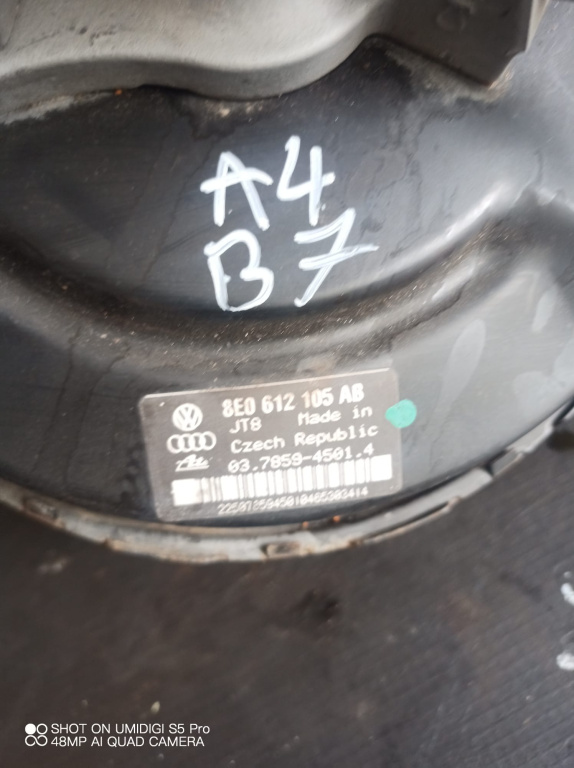 A4
B7
8E0 612 105 AB
JT8 Made in
Czech Republic
Ate
03.7859-4501.4
SHOT ON UMIDIGI S5 Pro
48MP AI QUAD CAMERA